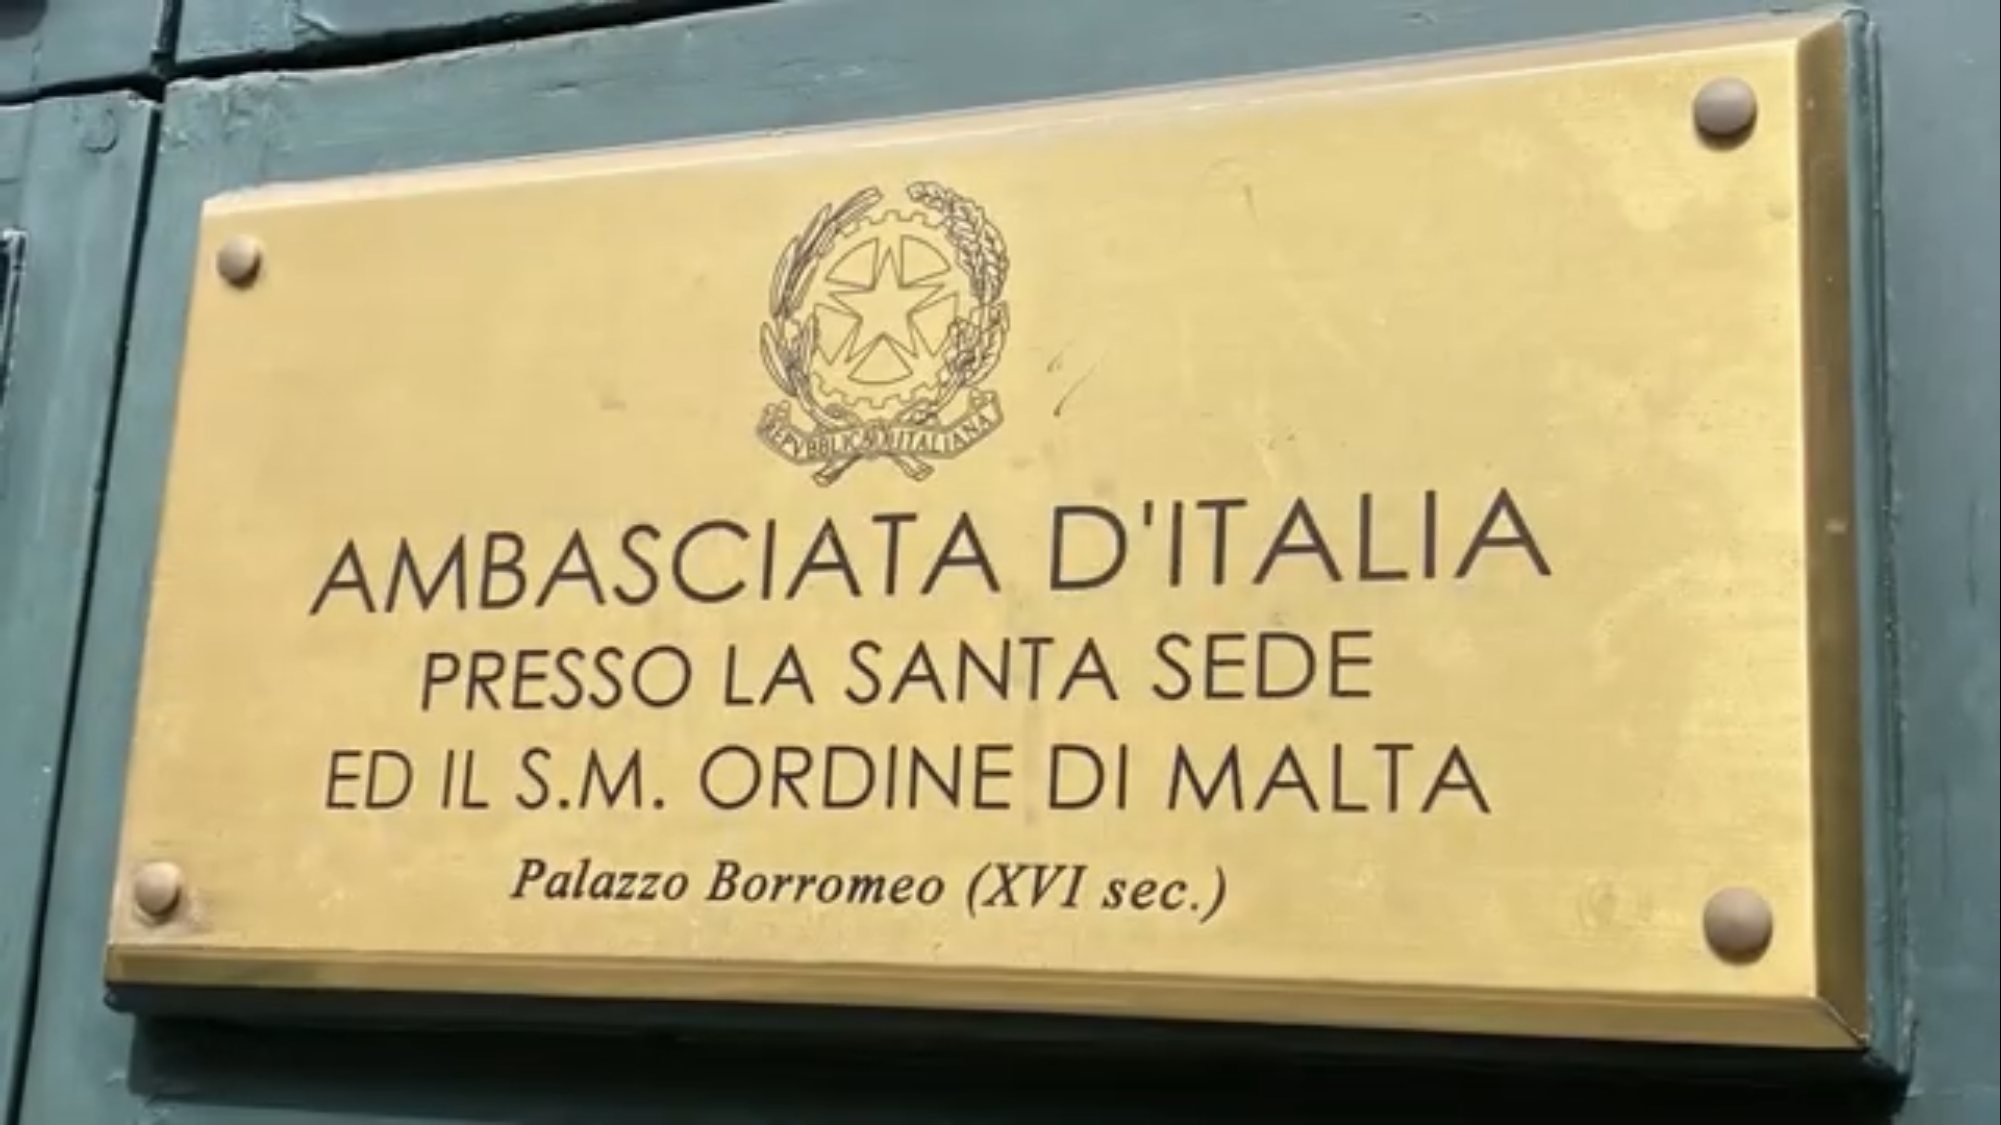 REPVBBLICA ITALIANA
AMBASCIATA D'ITALIA
PRESSO LA SANTA SEDE
ED IL S.M. ORDINE DI MALTA
Palazzo Borromeo (XVI sec.)